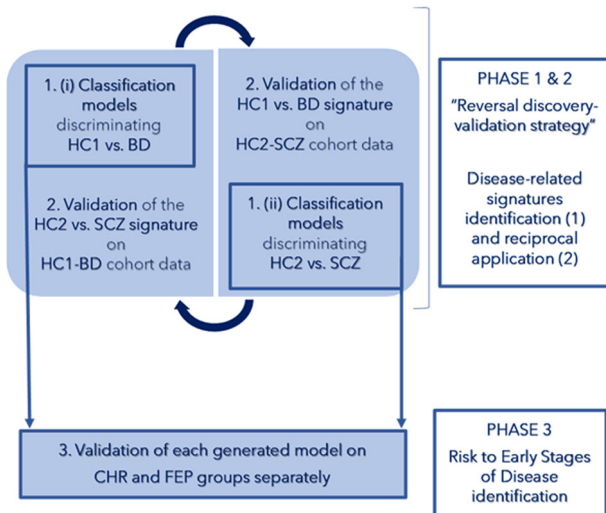 1. (i) Classification
models
discriminating
HC1 vs. BD
2. Validation of the
HC2 vs. SCZ signature
on
HC1-BD cohort data
2. Validation of the
HC1 vs. BD signature
on
HC2-SCZ cohort data
1. (ii) Classification
models
discriminating
HC2 vs. SCZ
PHASE 1 & 2
"Reversal discovery-
validation strategy"
Disease-related
signatures
identification (1)
and reciprocal
application (2)
3. Validation of each generated model on
CHR and FEP groups separately
PHASE 3
Risk to Early Stages
of Disease
identification